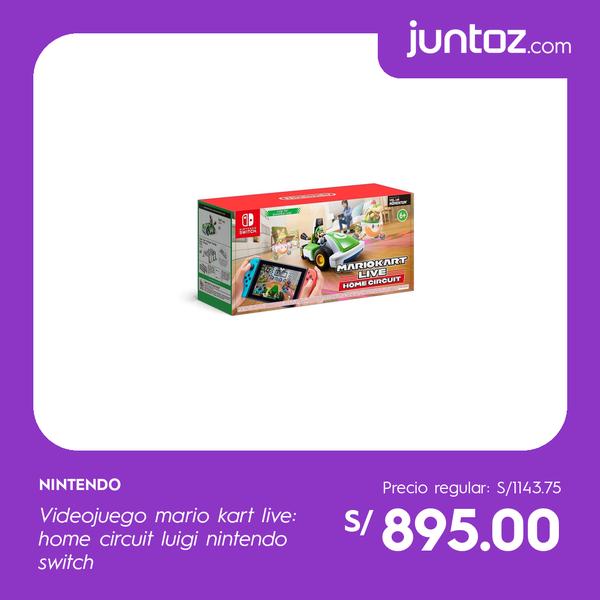 juntoz.com
NINTENDO
SWITCH
6+
MARIOKART
LIVE
HOME CIRCUIT
NINTENDO
Videojuego mario kart live:
home circuit luigi nintendo
switch
Precio regular: S/1143.75
S/ 895.00